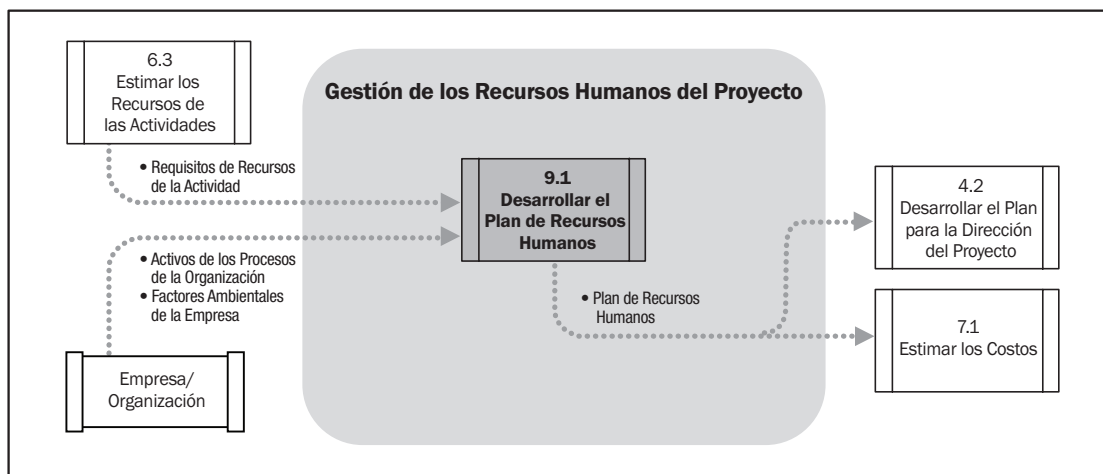 6.3
Estimar los
Recursos de
las Actividades
Gestión de los Recursos Humanos del Proyecto
• Requisitos de Recursos
de la Actividad
9.1
Desarrollar el
Plan de Recursos
Humanos
4.2
Desarrollar el Plan
para la Dirección
del Proyecto
• Activos de los Procesos
de la Organización
• Factores Ambientales
de la Empresa
• Plan de Recursos
Humanos
7.1
Estimar los Costos
Empresa/
Organización